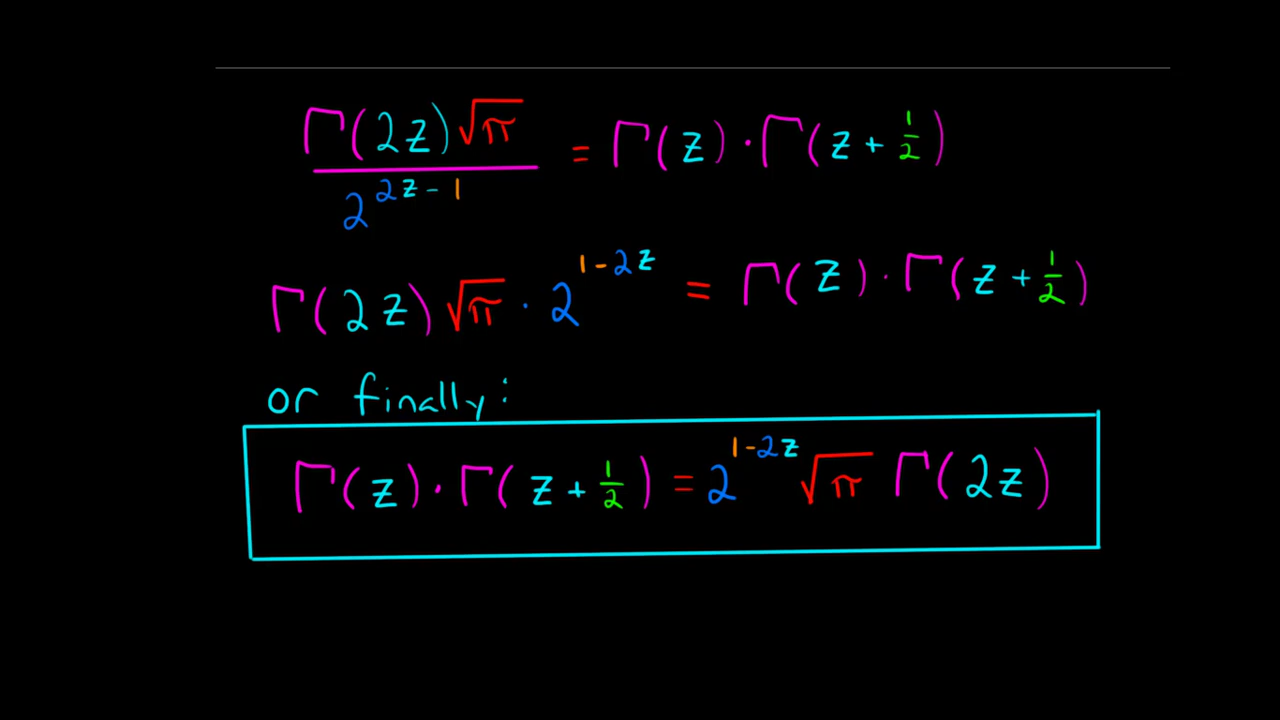 Γ(2z)√π / 2^(2z-1) = Γ(z) · Γ(z + 1/2)
Γ(2z)√π · 2^(1-2z) = Γ(z) · Γ(z + 1/2)
or finally:
Γ(z) · Γ(z + 1/2) = 2^(1-2z) √π Γ(2z)